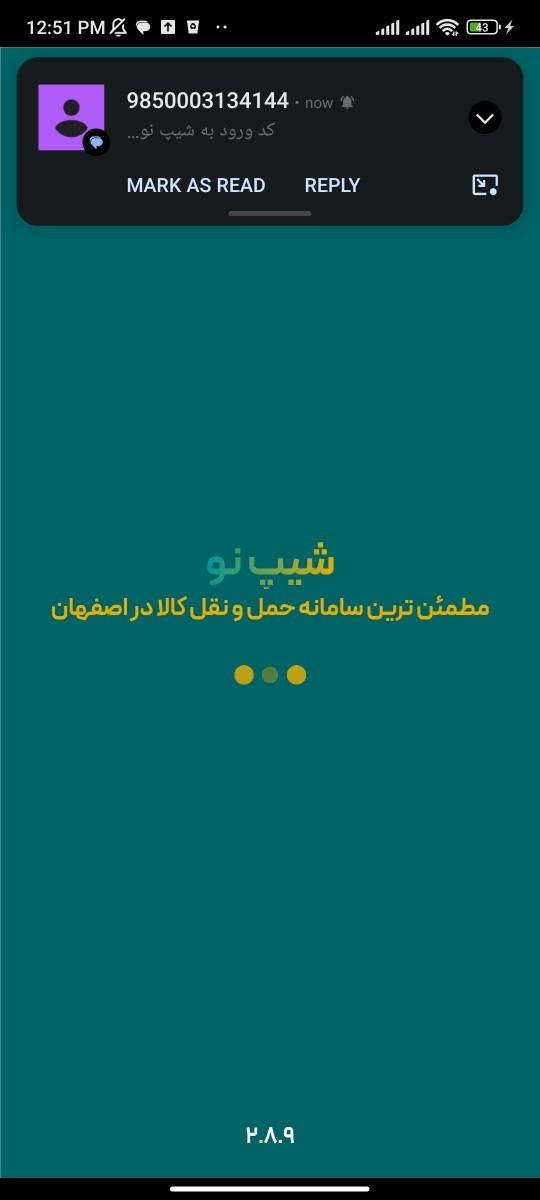 12:51 PM
43
9850003134144 · now
کد ورود به شیپ نو...
MARK AS READ REPLY
شیپ نو
مطمئن ترین سامانه حمل و نقل کالا در اصفهان
۲.۸.۹